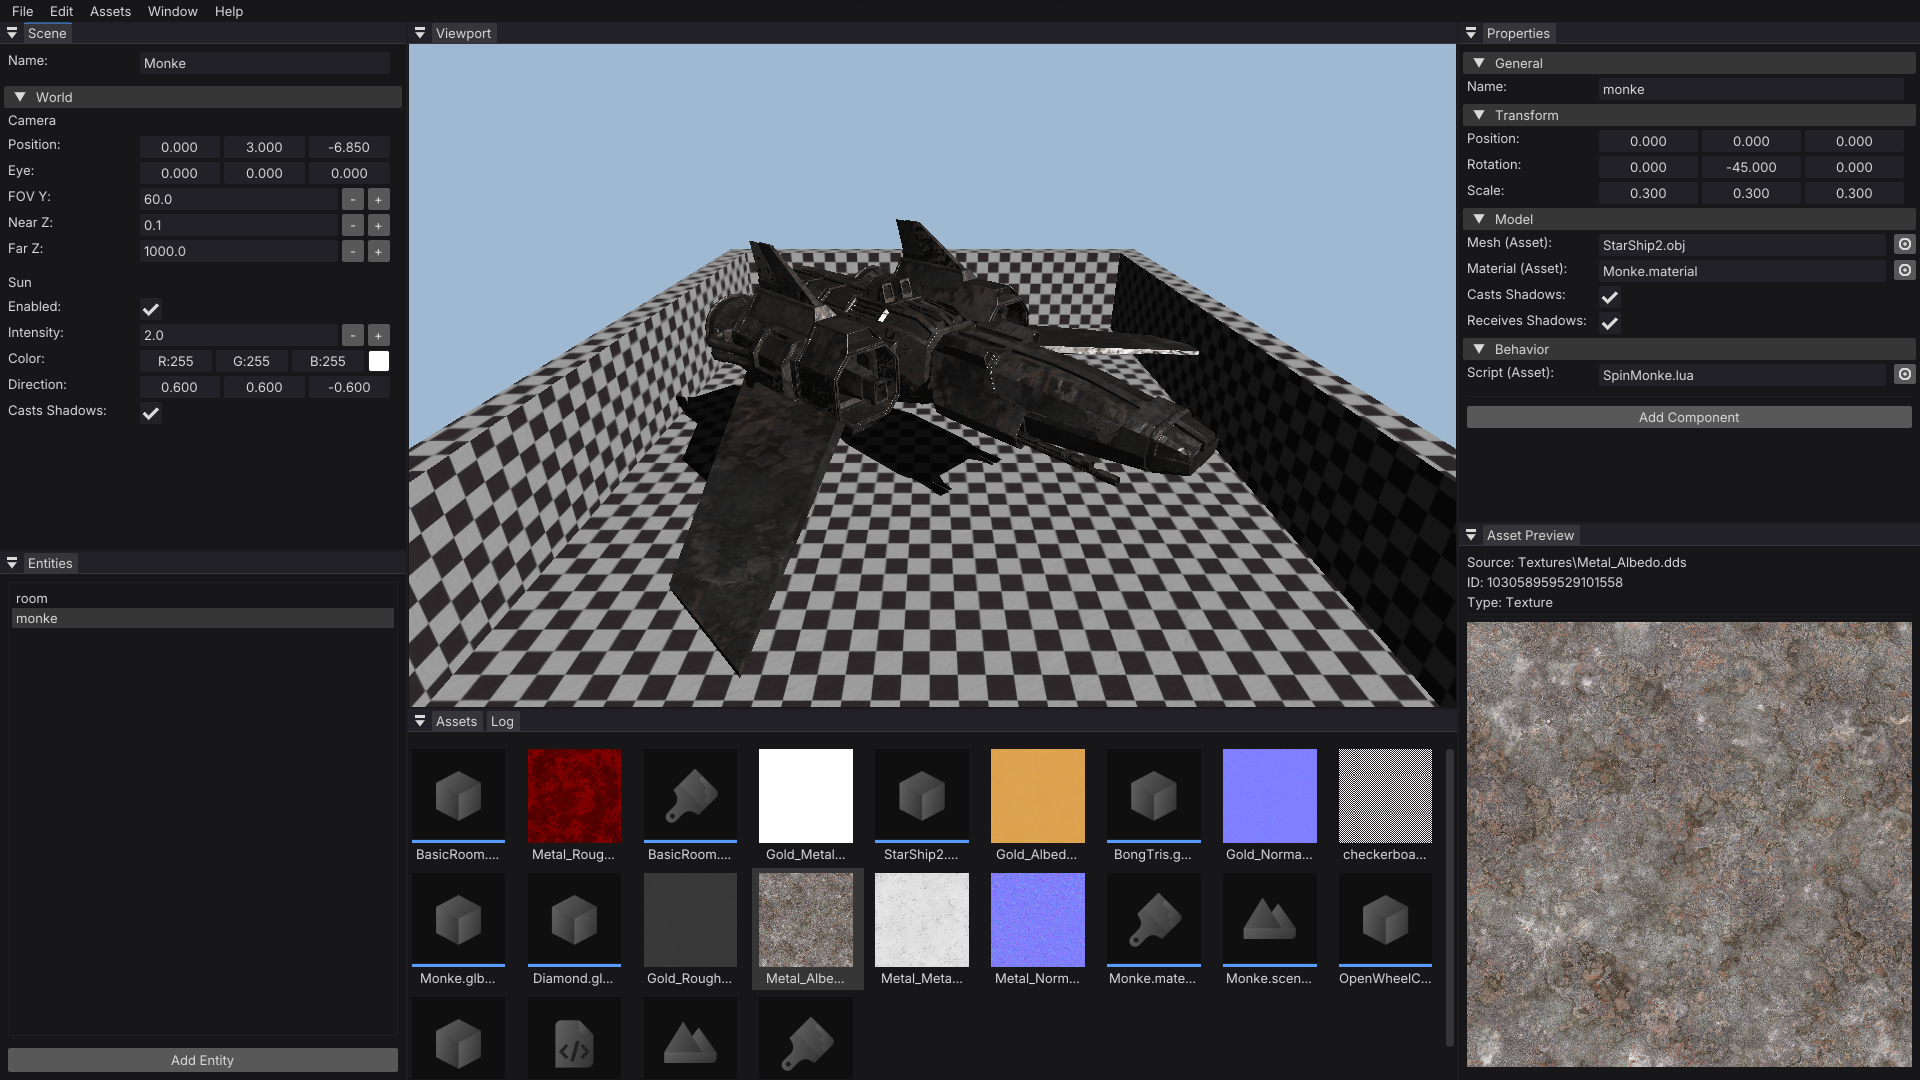 File Edit Assets Window Help
Scene
Name: Monke
World
Camera
Position: 0.000 3.000 -6.850
Eye: 0.000 0.000 0.000
FOV Y: 60.0 - +
Near Z: 0.1 - +
Far Z: 1000.0 - +
Sun
Enabled:
Intensity: 2.0 - +
Color: R:255 G:255 B:255
Direction: 0.600 0.600 -0.600
Casts Shadows:
Entities
room
monke
Add Entity
Viewport
Assets Log
BasicRoom.... Metal_Roug... BasicRoom.... Gold_Metal... StarShip2.... Gold_Albed... BongTris.g... Gold_Norma... checkerboa...
Monke.glb... Diamond.gl... Gold_Rough... Metal_Albe... Metal_Meta... Metal_Norm... Monke.mate... Monke.scen... OpenWheelC...
Properties
General
Name: monke
Transform
Position: 0.000 0.000 0.000
Rotation: 0.000 -45.000 0.000
Scale: 0.300 0.300 0.300
Model
Mesh (Asset): StarShip2.obj
Material (Asset): Monke.material
Casts Shadows:
Receives Shadows:
Behavior
Script (Asset): SpinMonke.lua
Add Component
Asset Preview
Source: Textures\Metal_Albedo.dds
ID: 103058959529101558
Type: Texture